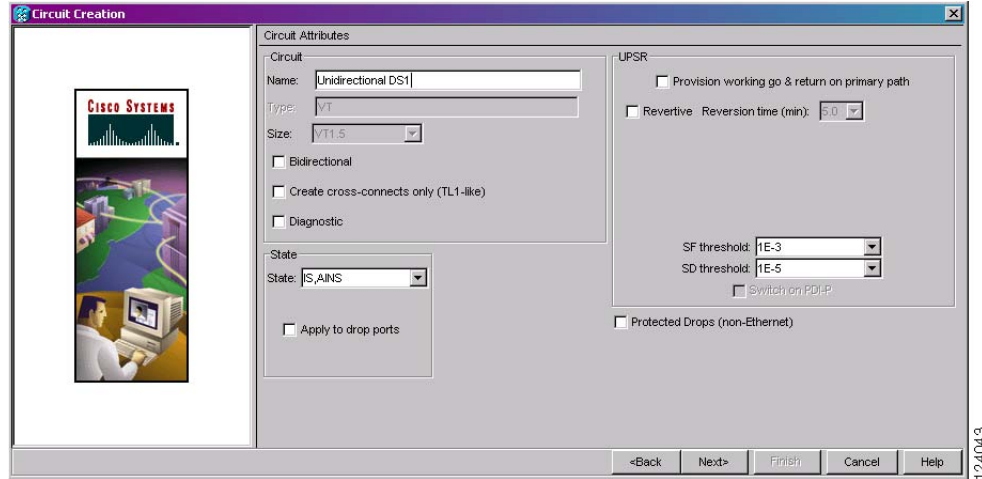 Circuit Creation
CISCO SYSTEMS
Circuit Attributes
Circuit
Name: Unidirectional DS1
Type: VT
Size: VT1.5
Bidirectional
Create cross-connects only (TL1-like)
Diagnostic
State
State: IS,AINS
Apply to drop ports
UPSR
Provision working go & return on primary path
Revertive Reversion time (min): 5.0
SF threshold: 1E-3
SD threshold: 1E-5
Switch on PDI-P
Protected Drops (non-Ethernet)
<Back Next> Finish Cancel Help
124043